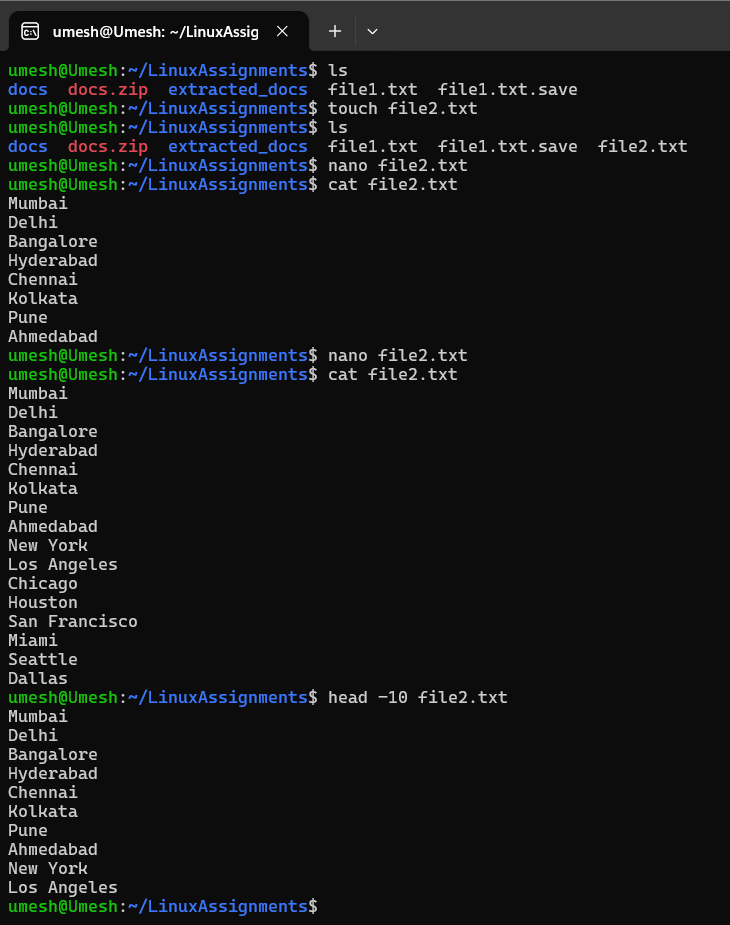 umesh@Umesh: ~/LinuxAssig
umesh@Umesh:~/LinuxAssignments$ ls
docs  docs.zip  extracted_docs  file1.txt  file1.txt.save
umesh@Umesh:~/LinuxAssignments$ touch file2.txt
umesh@Umesh:~/LinuxAssignments$ ls
docs  docs.zip  extracted_docs  file1.txt  file1.txt.save  file2.txt
umesh@Umesh:~/LinuxAssignments$ nano file2.txt
umesh@Umesh:~/LinuxAssignments$ cat file2.txt
Mumbai
Delhi
Bangalore
Hyderabad
Chennai
Kolkata
Pune
Ahmedabad
umesh@Umesh:~/LinuxAssignments$ nano file2.txt
umesh@Umesh:~/LinuxAssignments$ cat file2.txt
Mumbai
Delhi
Bangalore
Hyderabad
Chennai
Kolkata
Pune
Ahmedabad
New York
Los Angeles
Chicago
Houston
San Francisco
Miami
Seattle
Dallas
umesh@Umesh:~/LinuxAssignments$ head -10 file2.txt
Mumbai
Delhi
Bangalore
Hyderabad
Chennai
Kolkata
Pune
Ahmedabad
New York
Los Angeles
umesh@Umesh:~/LinuxAssignments$